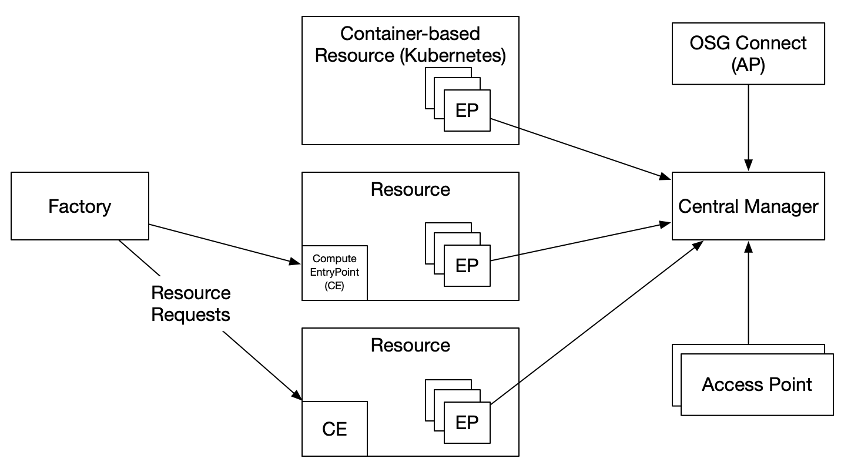 Container-based
Resource (Kubernetes)
EP
OSG Connect
(AP)
Factory
Resource
Compute
EntryPoint
(CE)
EP
Central Manager
Resource
Requests
Resource
CE
EP
Access Point